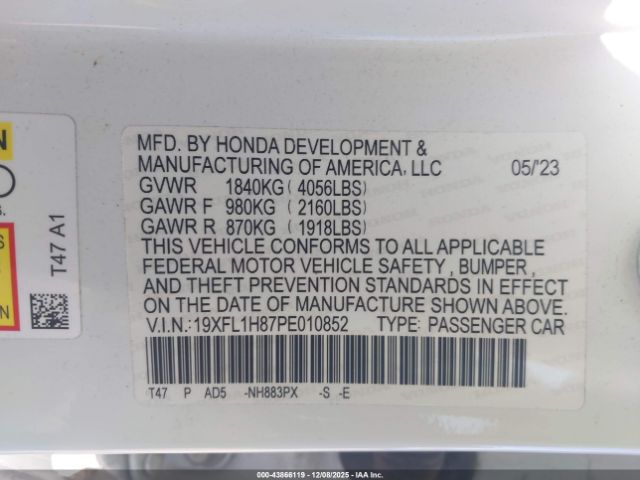 N
B.
S
T47 A1
MFD. BY HONDA DEVELOPMENT &
MANUFACTURING OF AMERICA, LLC 05/'23
GVWR 1840KG ( 4056LBS)
GAWR F 980KG ( 2160LBS)
GAWR R 870KG ( 1918LBS)
THIS VEHICLE CONFORMS TO ALL APPLICABLE
FEDERAL MOTOR VEHICLE SAFETY , BUMPER,
AND THEFT PREVENTION STANDARDS IN EFFECT
ON THE DATE OF MANUFACTURE SHOWN ABOVE.
V.I.N.:19XFL1H87PE010852 TYPE: PASSENGER CAR
T47 P AD5 -NH883PX -S -E
000-43866119 | 12/08/2025 | IAAI.COM